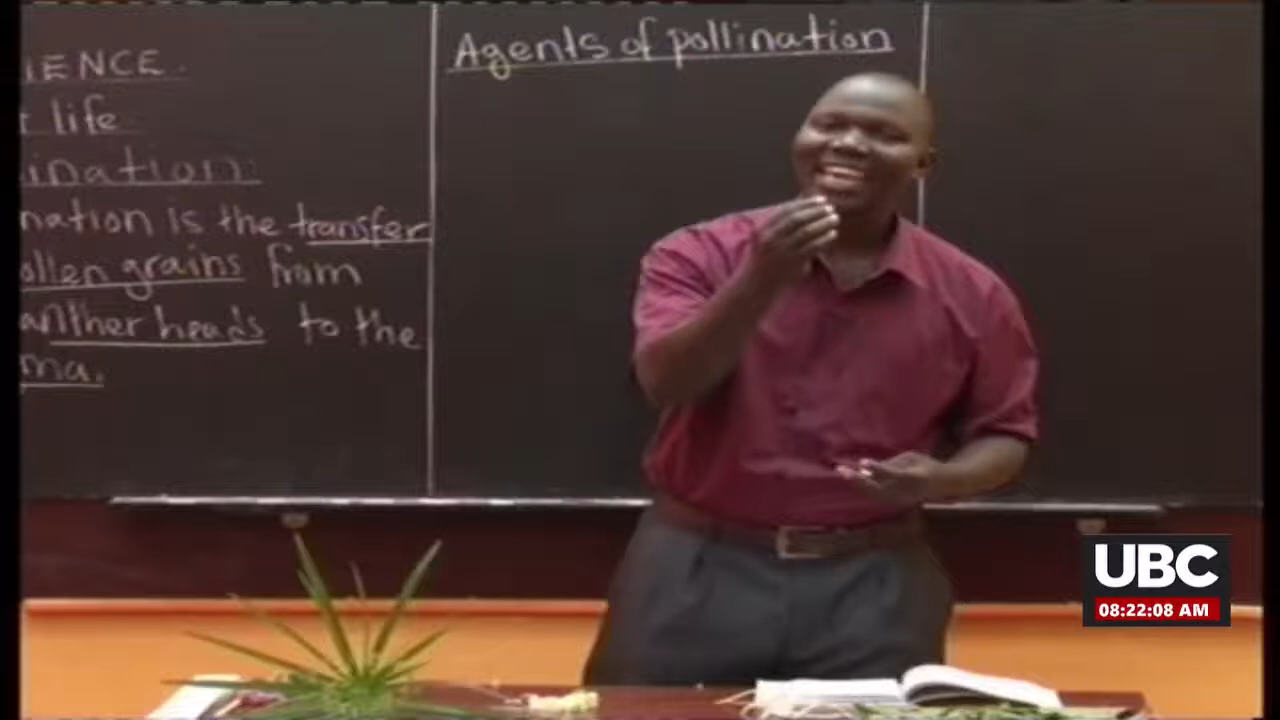 IENCE.
t life
ination:
nation is the transfer
ollen grains from
anther heads to the
ma.
Agents of pollination
UBC
08:22:08 AM